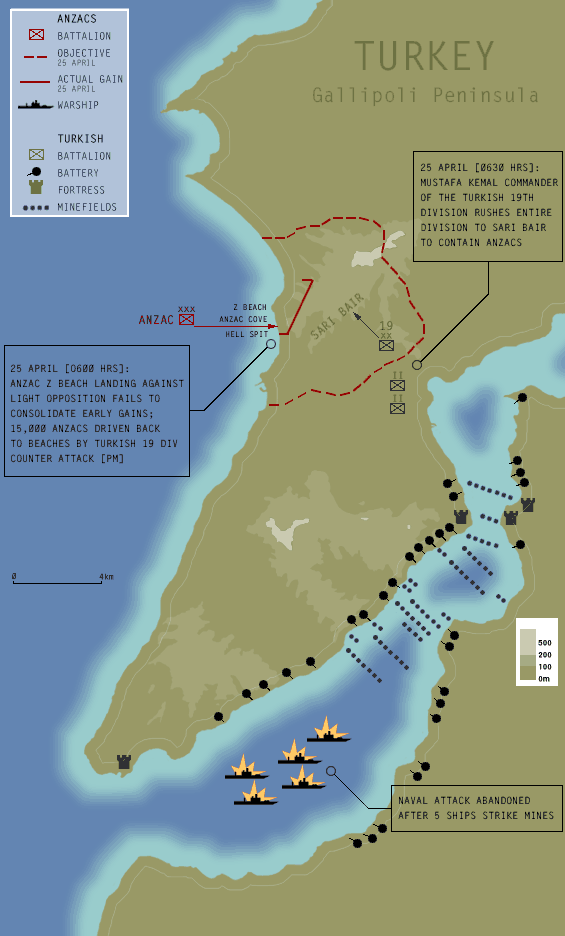 ANZACS
BATTALION
OBJECTIVE
25 APRIL
ACTUAL GAIN
25 APRIL
WARSHIP
TURKISH
BATTALION
BATTERY
FORTRESS
MINEFIELDS
TURKEY
Gallipoli Peninsula
25 APRIL [0630 HRS]:
MUSTAFA KEMAL COMMANDER
OF THE TURKISH 19TH
DIVISION RUSHES ENTIRE
DIVISION TO SARI BAIR
TO CONTAIN ANZACS
XXX
ANZAC
Z BEACH
ANZAC COVE
HELL SPIT
SARI BAIR
19
XX
II
II
25 APRIL [0600 HRS]:
ANZAC Z BEACH LANDING AGAINST
LIGHT OPPOSITION FAILS TO
CONSOLIDATE EARLY GAINS;
15,000 ANZACS DRIVEN BACK
TO BEACHES BY TURKISH 19 DIV
COUNTER ATTACK [PM]
0 4km
500
200
100
0m
NAVAL ATTACK ABANDONED
AFTER 5 SHIPS STRIKE MINES